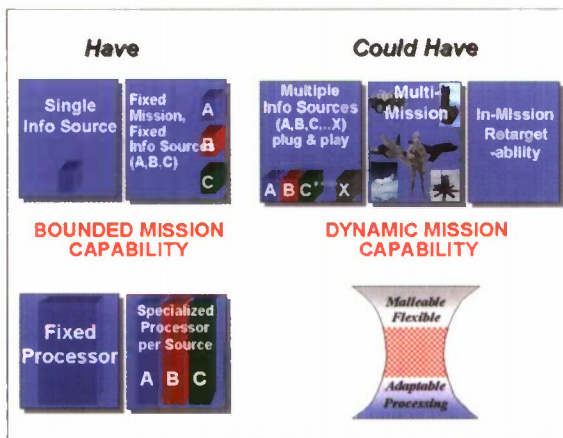 Have
Could Have
Single
Info Source
Fixed
Mission,
Fixed
Info Sources
(A,B,C)
A
B
C
Multiple
Info Sources
(A,B,C...X)
plug & play
A B C ... X
Multi-
Mission
In-Mission
Retarget
-ability
BOUNDED MISSION
CAPABILITY
DYNAMIC MISSION
CAPABILITY
Fixed
Processor
Specialized
Processor
per Source
A B C
Malleable
Flexible
Adaptable
Processing